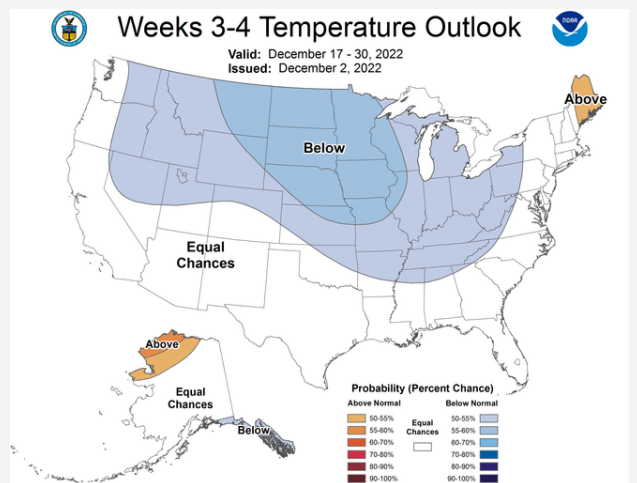 Weeks 3-4 Temperature Outlook
Valid: December 17 - 30, 2022
Issued: December 2, 2022
NOAA
Above
Below
Equal
Chances
Above
Equal
Chances
Below
Probability (Percent Chance)
Above Normal
Below Normal
Equal
Chances
50-55%
55-60%
60-70%
70-80%
80-90%
90-100%
50-55%
55-60%
60-70%
70-80%
80-90%
90-100%